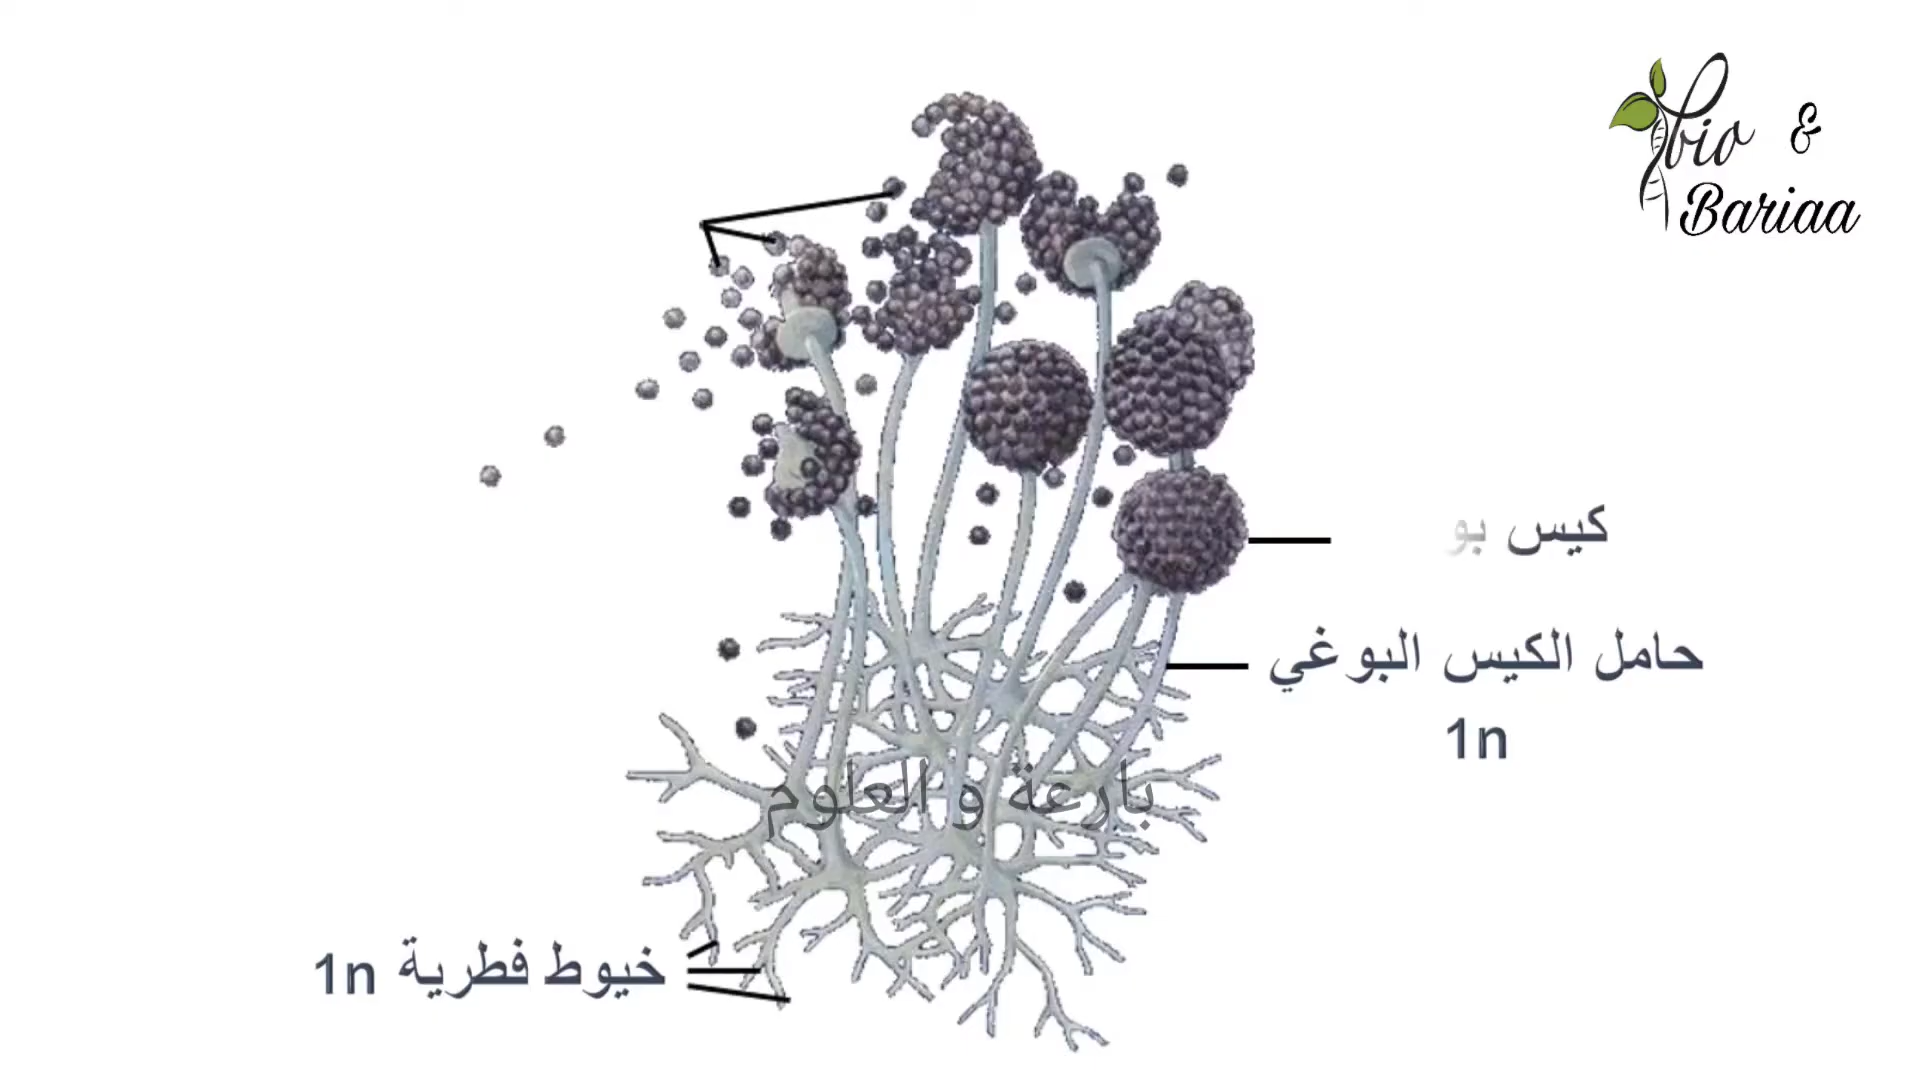 bio &
Bariaa
كيس بو
حامل الكيس البوغي
1n
بارعة و العلوم
خيوط فطرية 1n